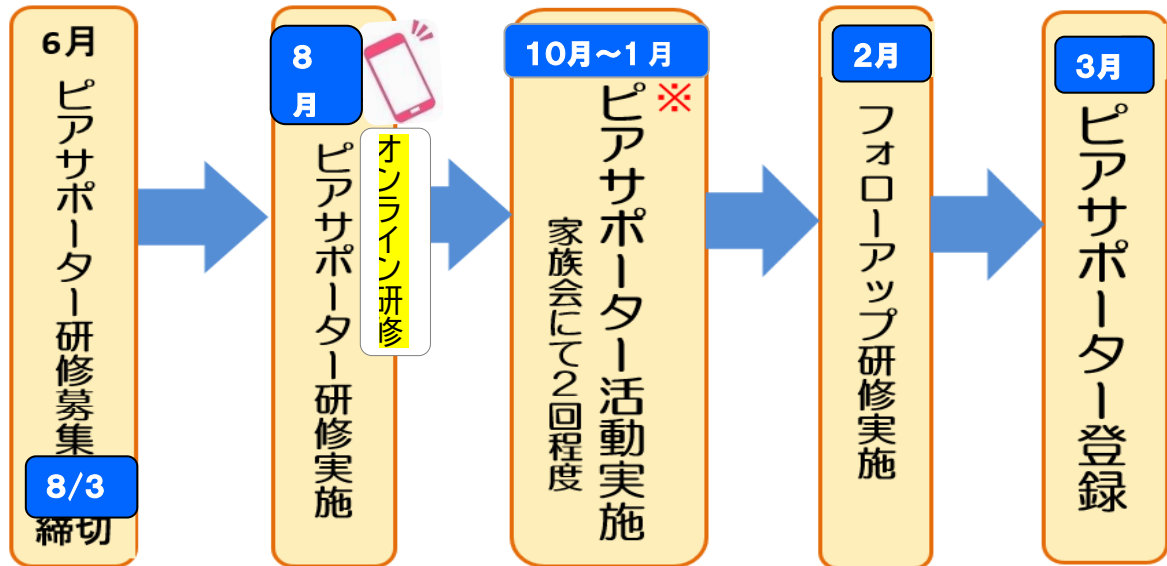 6月
ピアサポーター研修募集
8/3
締切
8
月
ピアサポーター研修実施
オンライン研修
10月~1月
※
ピアサポーター活動実施
家族会にて2回程度
2月
フォローアップ研修実施
3月
ピアサポーター登録